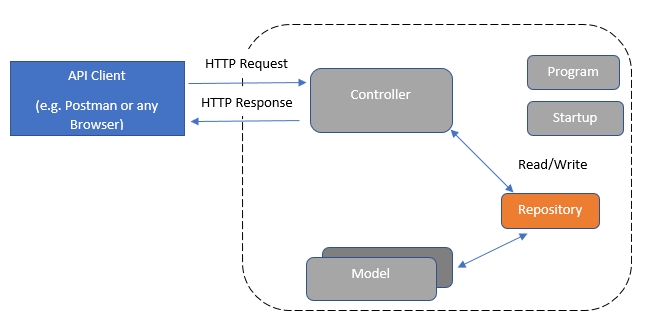 API Client
(e.g. Postman or any
Browser)
HTTP Request
HTTP Response
Controller
Program
Startup
Read/Write
Repository
Model